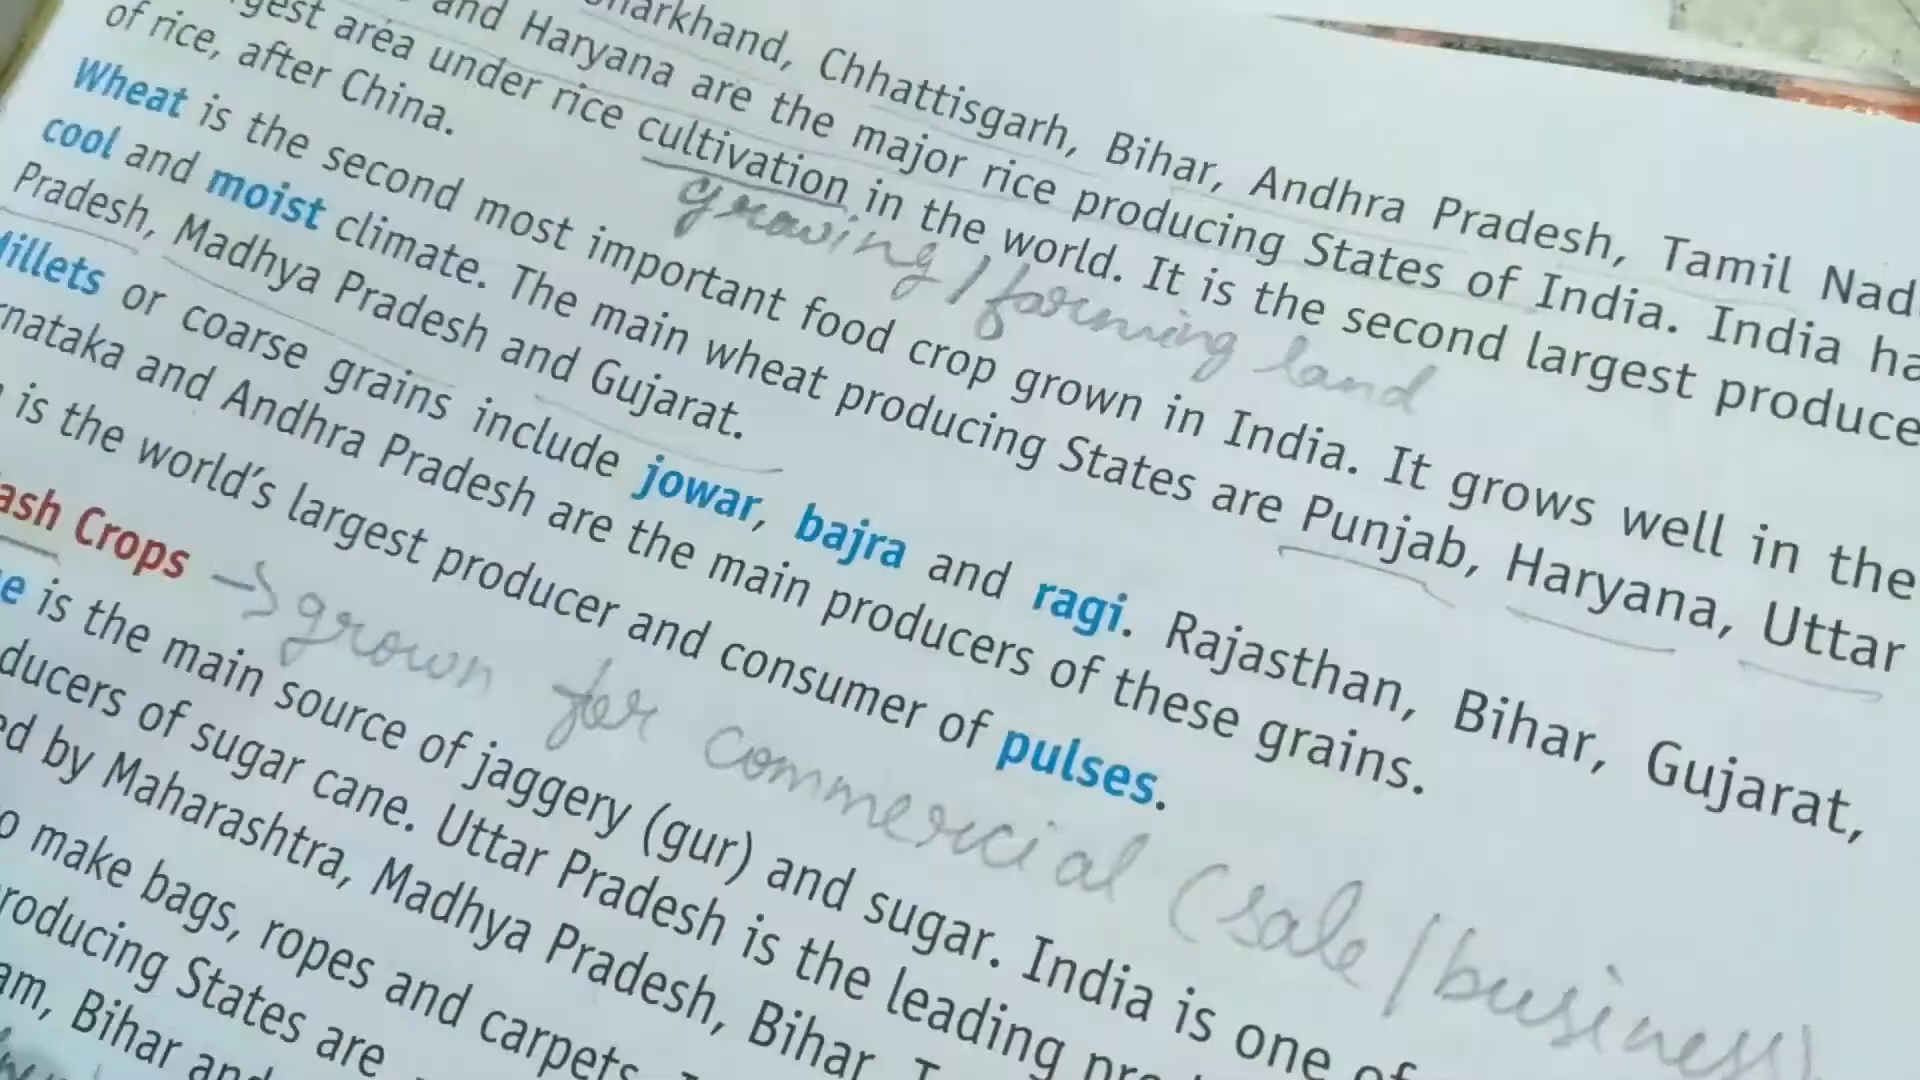 Chhattisgarh, Bihar, Andhra Pradesh, Tamil Nad
and Haryana are the major rice producing States of India. India ha
gest area under rice cultivation in the world. It is the second largest produce
growing / farming land
of rice, after China.
Wheat is the second most important food crop grown in India. It grows well in the
cool and moist climate. The main wheat producing States are Punjab, Haryana, Uttar
Pradesh, Madhya Pradesh and Gujarat.
illets or coarse grains include jowar, bajra and ragi. Rajasthan, Bihar, Gujarat,
rnataka and Andhra Pradesh are the main producers of these grains.
is the world's largest producer and consumer of pulses.
ash Crops → grown for commercial (sale/business)
e is the main source of jaggery (gur) and sugar. India is one of
ducers of sugar cane. Uttar Pradesh is the leading pro
ed by Maharashtra, Madhya Pradesh, Bihar,
o make bags, ropes and carpets
roducing States are
am, Bihar and